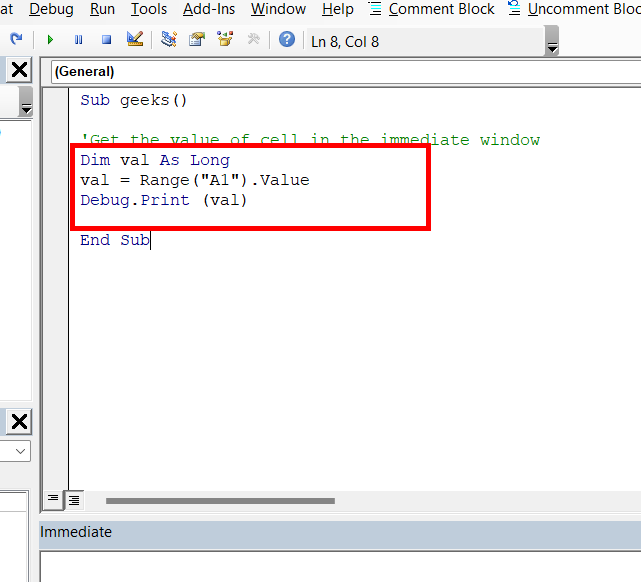 at Debug Run Tools Add-Ins Window Help Comment Block Uncomment Bloc
Ln 8, Col 8
(General)
Sub geeks()
'Get the value of cell in the immediate window
Dim val As Long
val = Range("A1").Value
Debug.Print (val)
End Sub
Immediate